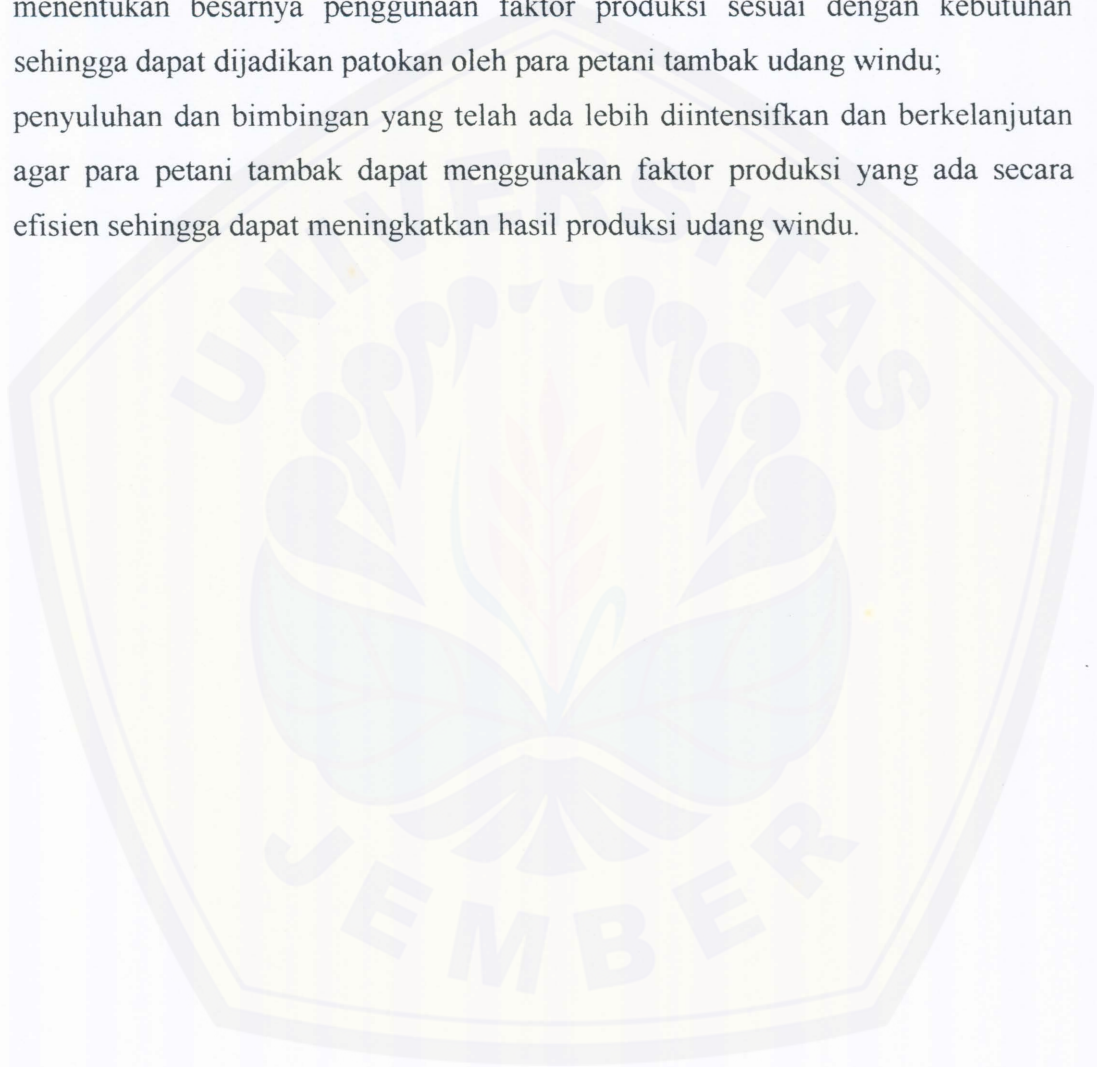 menentukan besarnya penggunaan faktor produksi sesuai dengan kebutuhan
sehingga dapat dijadikan patokan oleh para petani tambak udang windu;
penyuluhan dan bimbingan yang telah ada lebih diintensifkan dan berkelanjutan
agar para petani tambak dapat menggunakan faktor produksi yang ada secara
efisien sehingga dapat meningkatkan hasil produksi udang windu.
UNIVERSITAS
JEMBER